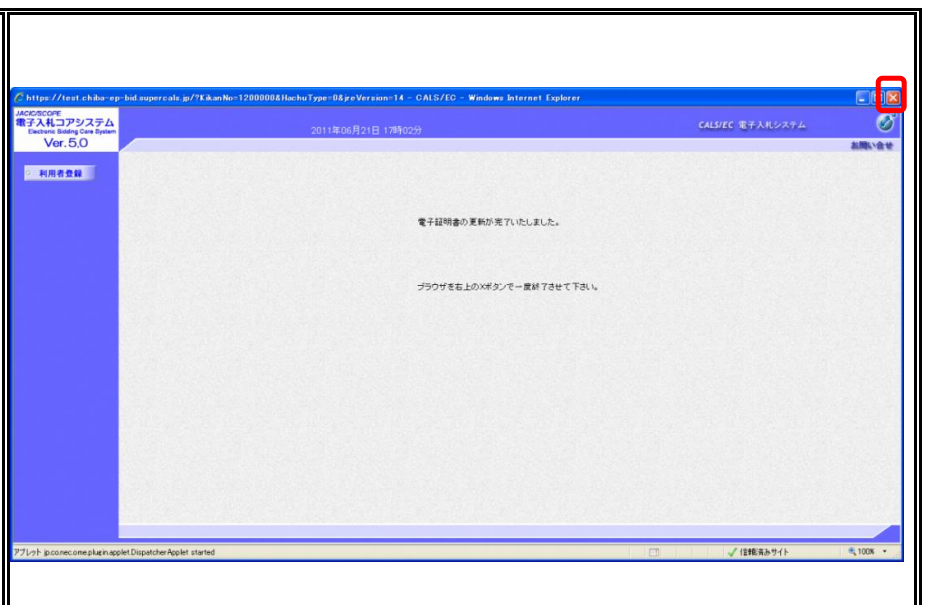 https://test.chiba-ep-bid.supercals.jp/?KikanNo=1200900&HachuType=0&jreVersion=14 - CALS/EC - Windows Internet Explorer
JACIC/SCOPE
電子入札コアシステム
Electronic Bidding Core System
Ver.5.0
2011年06月21日 17時02分
CALS/EC 電子入札システム
お問い合せ
利用者登録
電子証明書の更新が完了いたしました。
ブラウザを右上の×ボタンで一度終了させて下さい。
アプレット jp.co.nec.ome.plugin.applet.DispatcherApplet started
信頼済みサイト
100%